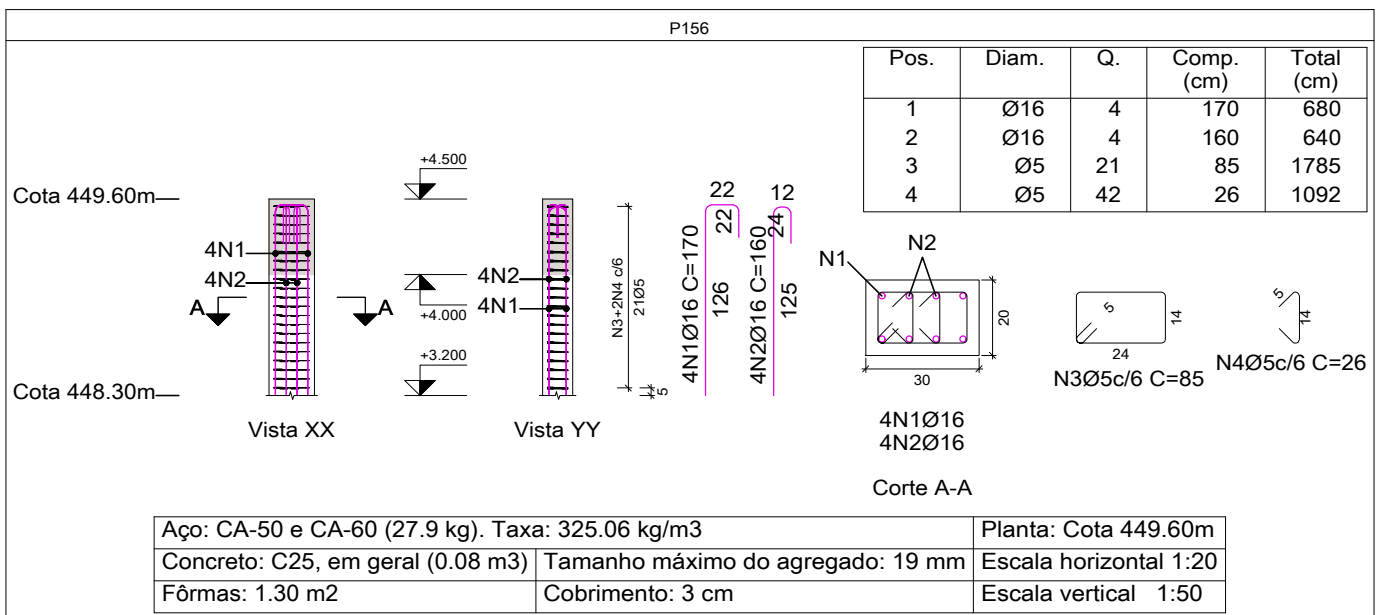 P156
Pos. Diam. Q. Comp. (cm) Total (cm)
1 Ø16 4 170 680
2 Ø16 4 160 640
3 Ø5 21 85 1785
4 Ø5 42 26 1092
Cota 449.60m
Cota 448.30m
4N1
4N2
A
A
Vista XX
+4.500
+4.000
+3.200
4N2
4N1
Vista YY
N3+2N4 c/6
21Ø5
5
22
22
4N1Ø16 C=170
126
12
24
4N2Ø16 C=160
125
N1
N2
20
30
4N1Ø16
4N2Ø16
Corte A-A
5
14
24
N3Ø5c/6 C=85
5
14
N4Ø5c/6 C=26
Aço: CA-50 e CA-60 (27.9 kg). Taxa: 325.06 kg/m3
Planta: Cota 449.60m
Concreto: C25, em geral (0.08 m3)
Tamanho máximo do agregado: 19 mm
Escala horizontal 1:20
Fôrmas: 1.30 m2
Cobrimento: 3 cm
Escala vertical 1:50